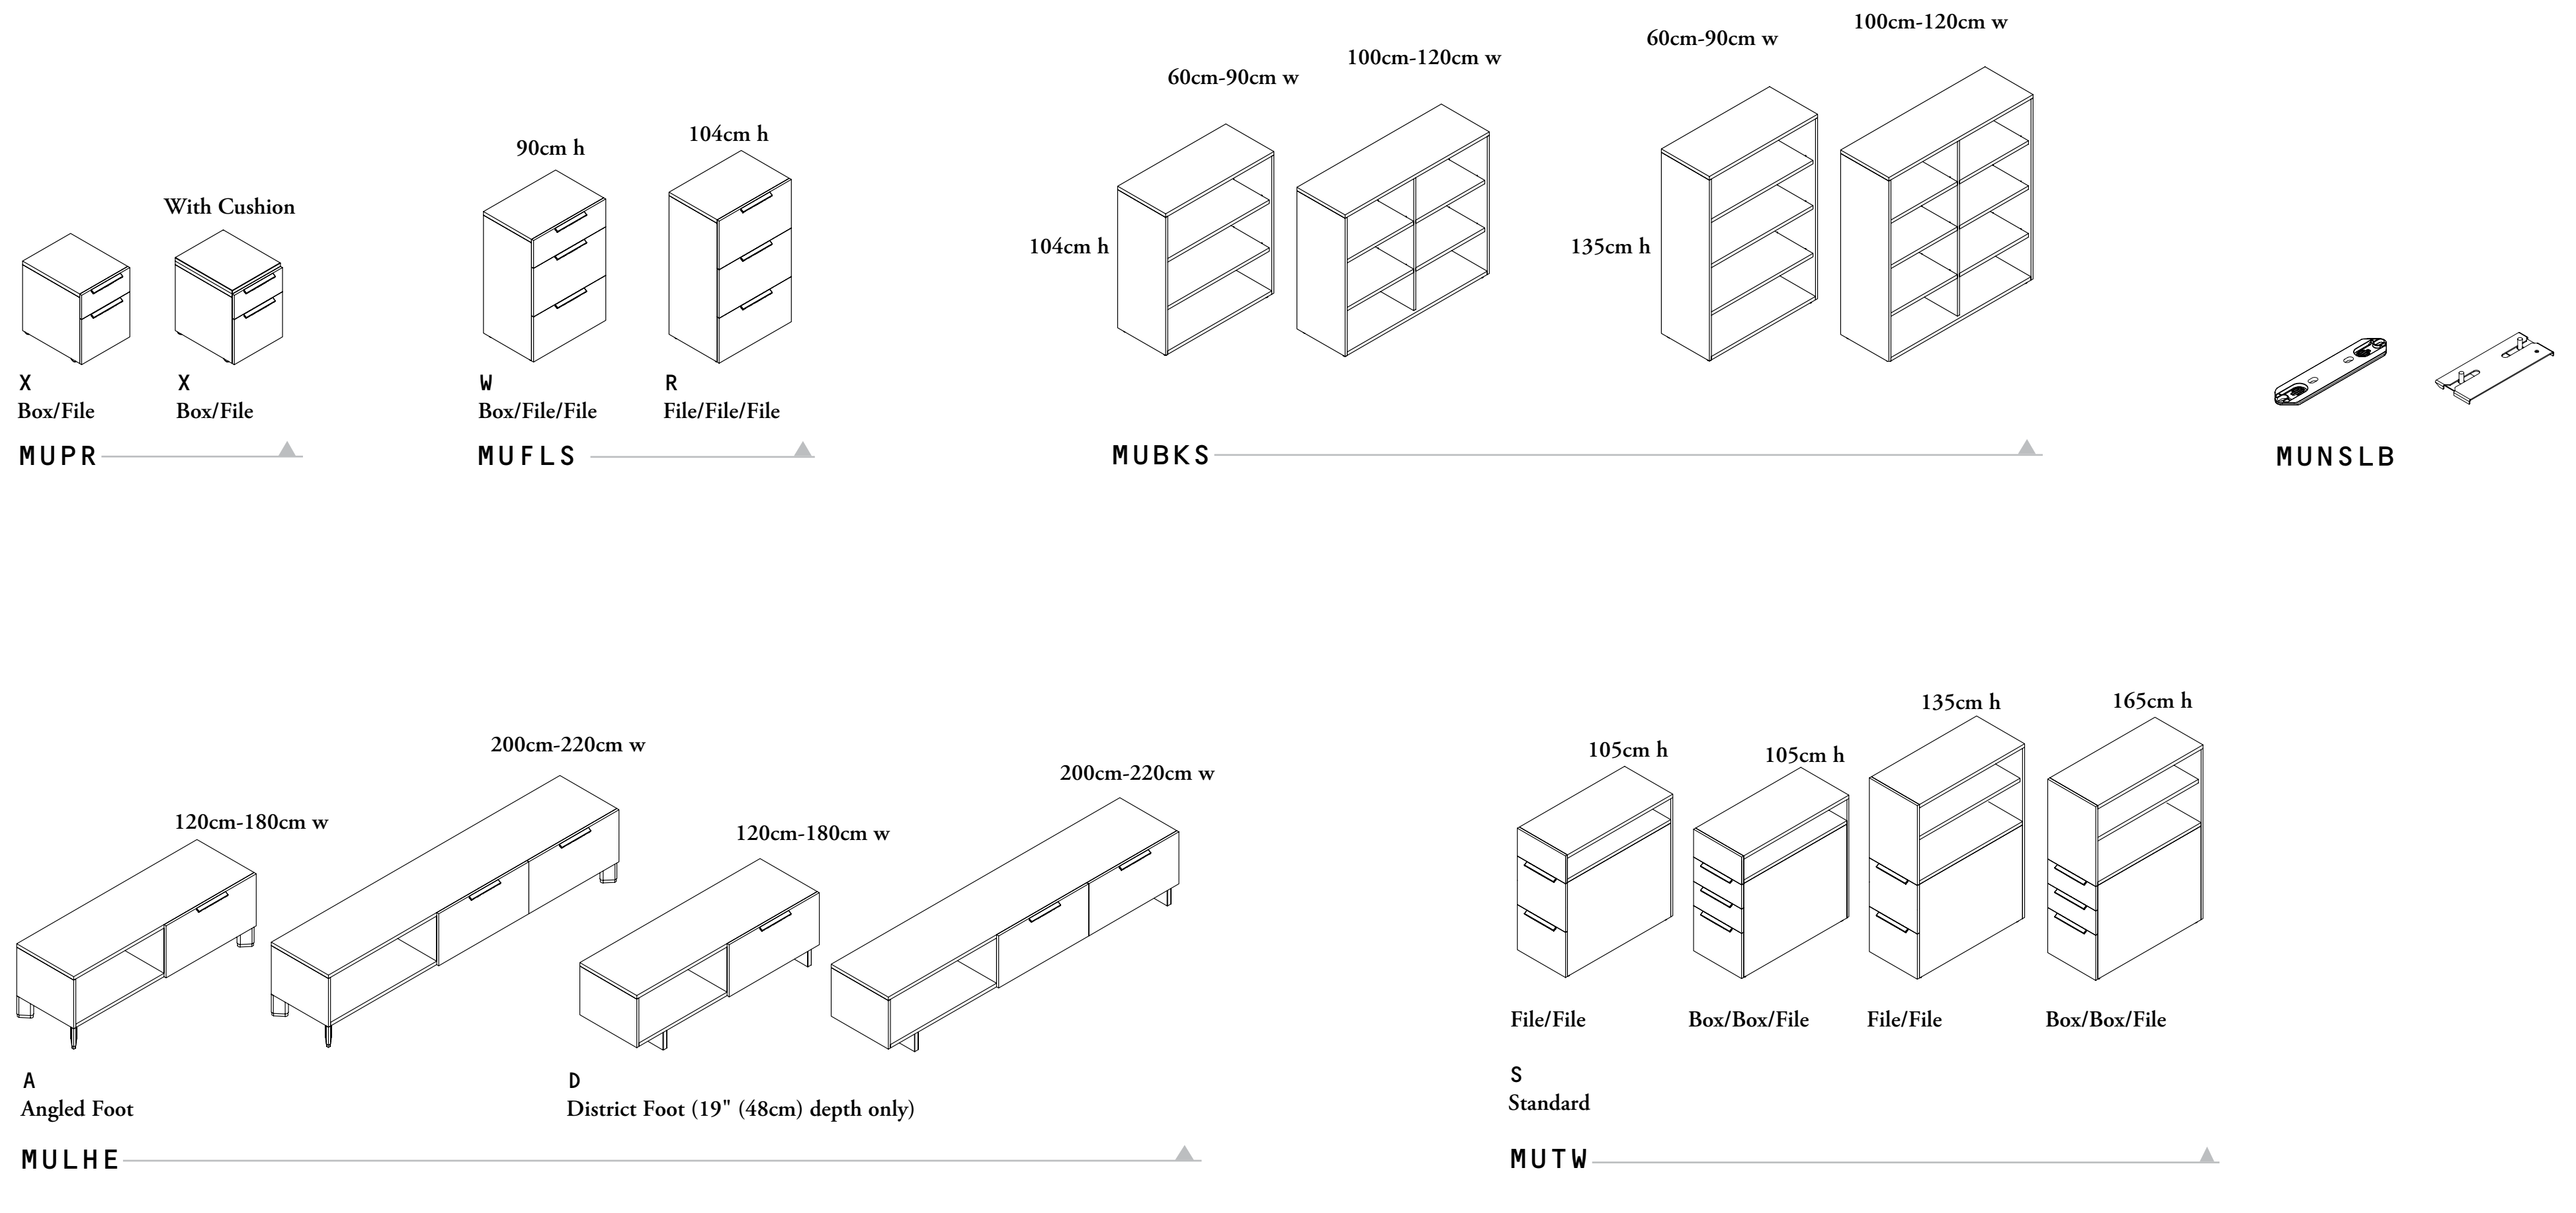 With Cushion
X
Box/File
X
Box/File
MUPR
90cm h
104cm h
W
Box/File/File
R
File/File/File
MUFLS
60cm-90cm w
100cm-120cm w
60cm-90cm w
100cm-120cm w
104cm h
135cm h
MUBKS
MUNSLB
120cm-180cm w
200cm-220cm w
120cm-180cm w
200cm-220cm w
A
Angled Foot
D
District Foot (19" (48cm) depth only)
MULHE
105cm h
105cm h
135cm h
165cm h
File/File
Box/Box/File
File/File
Box/Box/File
S
Standard
MUTW